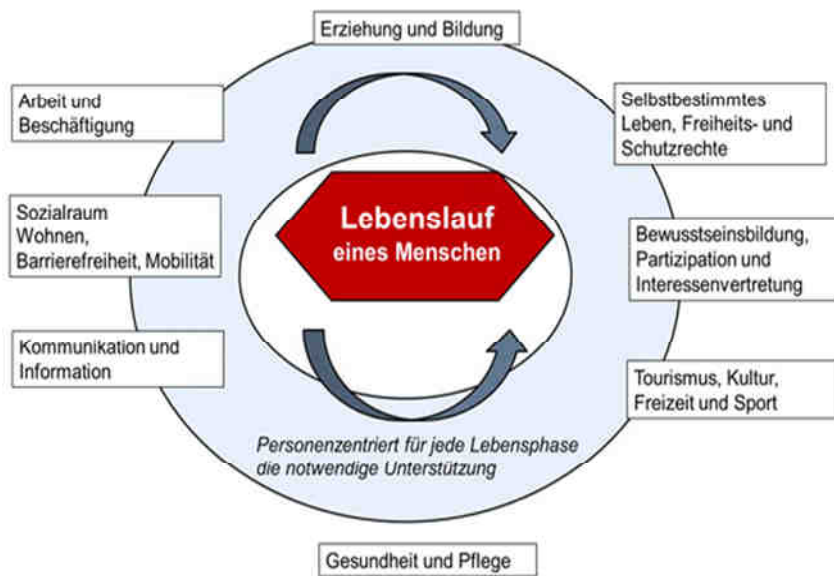 Erziehung und Bildung
Arbeit und
Beschäftigung
Selbstbestimmtes
Leben, Freiheits- und
Schutzrechte
Lebenslauf
eines Menschen
Sozialraum
Wohnen,
Barrierefreiheit, Mobilität
Bewusstseinsbildung,
Partizipation und
Interessenvertretung
Kommunikation und
Information
Tourismus, Kultur,
Freizeit und Sport
Personenzentriert für jede Lebensphase
die notwendige Unterstützung
Gesundheit und Pflege